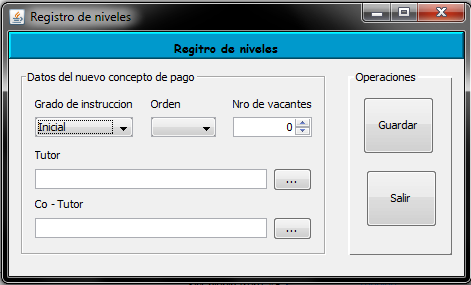 Registro de niveles
Regitro de niveles
Datos del nuevo concepto de pago
Operaciones
Grado de instruccion Orden Nro de vacantes
Inicial 0
Guardar
Tutor
...
Salir
Co - Tutor
...